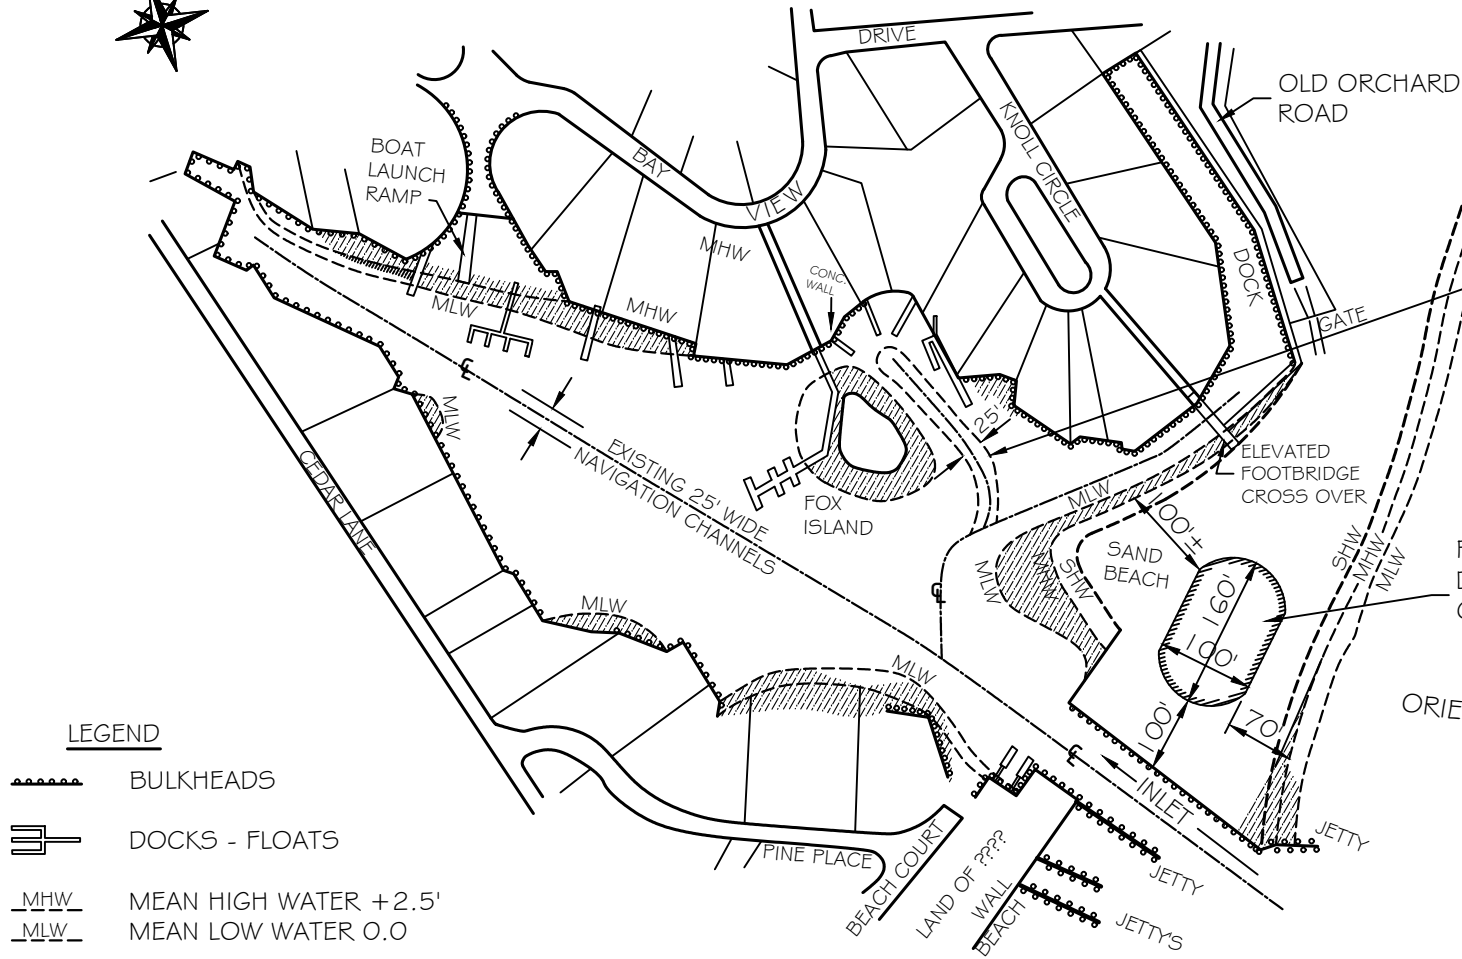 DRIVE
OLD ORCHARD
ROAD
KNOLL CIRCLE
BOAT
LAUNCH
RAMP
BAY
VIEW
MHW
CONC.
WALL
DOCK
GATE
MLW
MHW
℄
MLW
25'
EXISTING 25' WIDE
NAVIGATION CHANNELS
CEDAR LANE
FOX
ISLAND
ELEVATED
FOOTBRIDGE
CROSS OVER
MLW
100'±
SAND
BEACH
MLW
MHW
SHW
SHW
MHW
MLW
160'
100'
100'
70'
℄
MLW
MLW
ORIE
℄
INLET
JETTY
JETTY
JETTY'S
PINE PLACE
BEACH COURT
LAND OF ????
WALL
BEACH
LEGEND
BULKHEADS
DOCKS - FLOATS
MHW MEAN HIGH WATER +2.5'
MLW MEAN LOW WATER 0.0